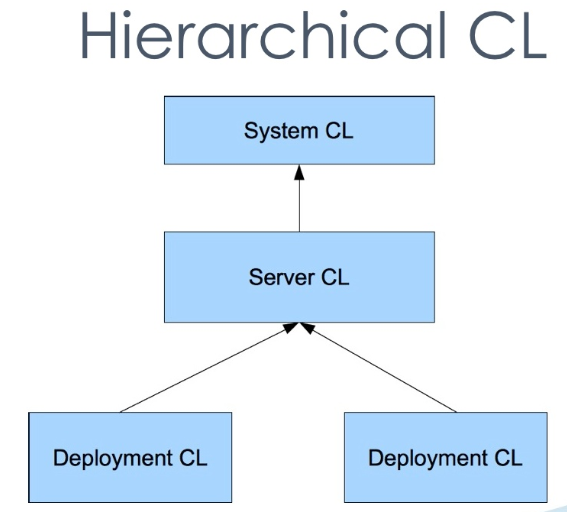 Hierarchical CL
System CL
Server CL
Deployment CL
Deployment CL